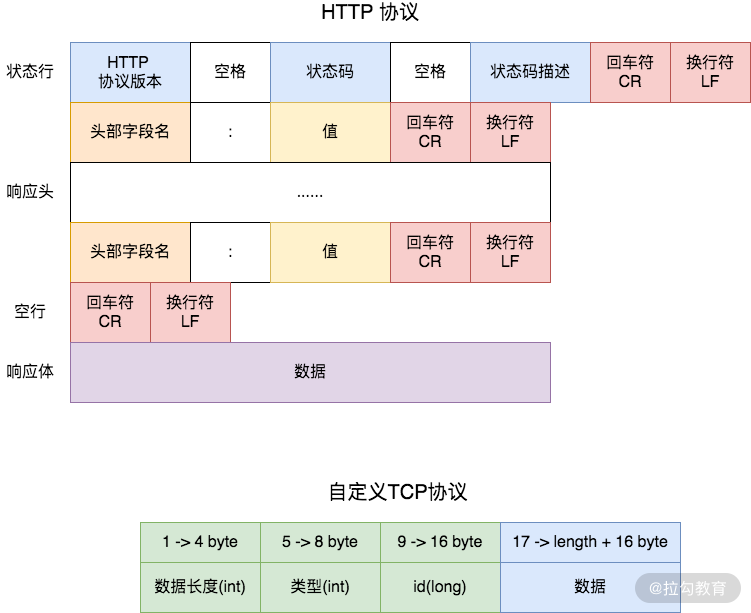 HTTP 协议
状态行
HTTP
协议版本
空格
状态码
空格
状态码描述
回车符
CR
换行符
LF
头部字段名
:
值
回车符
CR
换行符
LF
响应头
......
头部字段名
:
值
回车符
CR
换行符
LF
空行
回车符
CR
换行符
LF
响应体
数据
自定义TCP协议
1 -> 4 byte
5 -> 8 byte
9 -> 16 byte
17 -> length + 16 byte
数据长度(int)
类型(int)
id(long)
数据
@拉勾教育